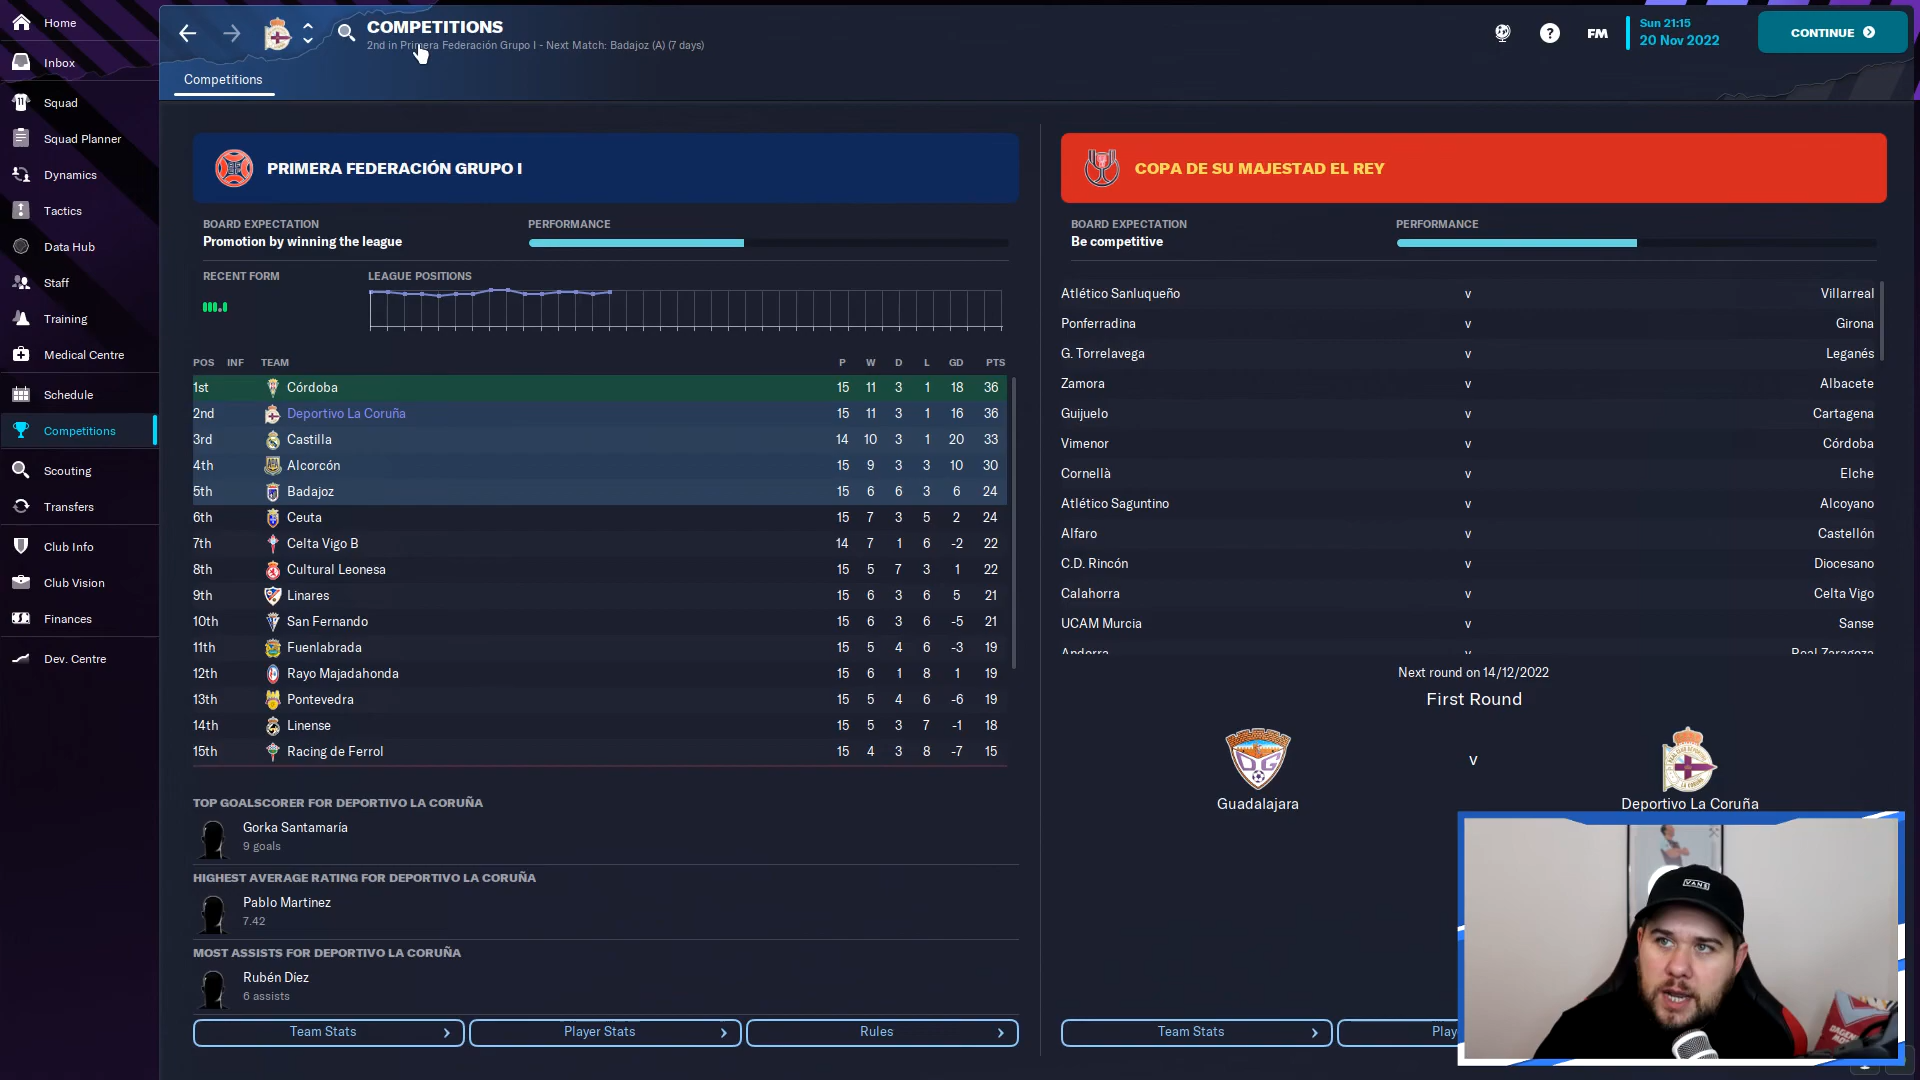 Home
Inbox
Squad
Squad Planner
Dynamics
Tactics
Data Hub
Staff
Training
Medical Centre
Schedule
Competitions
Scouting
Transfers
Club Info
Club Vision
Finances
Dev. Centre
COMPETITIONS
2nd in Primera Federación Grupo I - Next Match: Badajoz (A) (7 days)
FM
Sun 21:15
20 Nov 2022
CONTINUE
Competitions
PRIMERA FEDERACIÓN GRUPO I
BOARD EXPECTATION PERFORMANCE
Promotion by winning the league
RECENT FORM LEAGUE POSITIONS
POS INF TEAM P W D L GD PTS
1st Córdoba 15 11 3 1 18 36
2nd Deportivo La Coruña 15 11 3 1 16 36
3rd Castilla 14 10 3 1 20 33
4th Alcorcón 15 9 3 3 10 30
5th Badajoz 15 6 6 3 6 24
6th Ceuta 15 7 3 5 2 24
7th Celta Vigo B 14 7 1 6 -2 22
8th Cultural Leonesa 15 5 7 3 1 22
9th Linares 15 6 3 6 5 21
10th San Fernando 15 6 3 6 -5 21
11th Fuenlabrada 15 5 4 6 -3 19
12th Rayo Majadahonda 15 6 1 8 1 19
13th Pontevedra 15 5 4 6 -6 19
14th Linense 15 5 3 7 -1 18
15th Racing de Ferrol 15 4 3 8 -7 15
TOP GOALSCORER FOR DEPORTIVO LA CORUÑA
Gorka Santamaría
9 goals
HIGHEST AVERAGE RATING FOR DEPORTIVO LA CORUÑA
Pablo Martinez
7.42
MOST ASSISTS FOR DEPORTIVO LA CORUÑA
Rubén Díez
6 assists
Team Stats
Player Stats
Rules
COPA DE SU MAJESTAD EL REY
BOARD EXPECTATION PERFORMANCE
Be competitive
Atlético Sanluqueño v Villarreal
Ponferradina v Girona
G. Torrelavega v Leganés
Zamora v Albacete
Guijuelo v Cartagena
Vimenor v Córdoba
Cornellà v Elche
Atlético Saguntino v Alcoyano
Alfaro v Castellón
C.D. Rincón v Diocesano
Calahorra v Celta Vigo
UCAM Murcia v Sanse
Andorra v Real Zaragoza
Next round on 14/12/2022
First Round
v
Guadalajara Deportivo La Coruña
Team Stats
Play
VANS